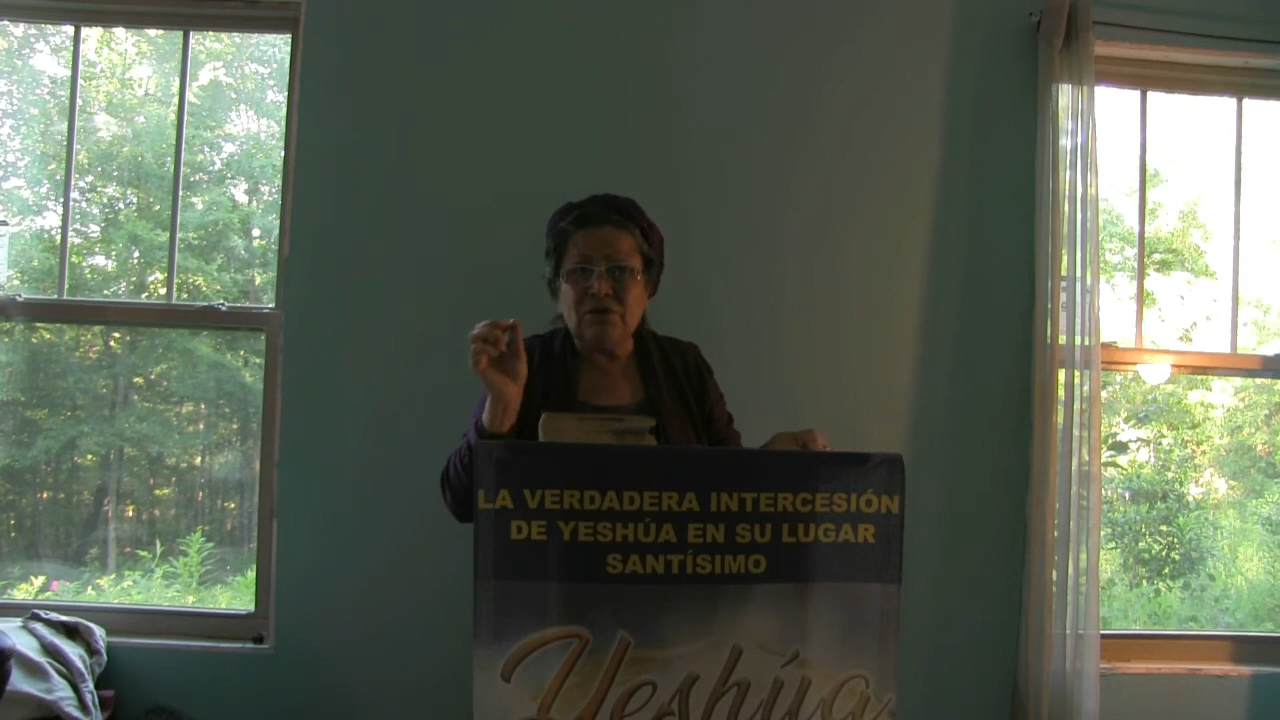 LA VERDADERA INTERCESIÓN
DE YESHÚA EN SU LUGAR
SANTÍSIMO
Yeshúa